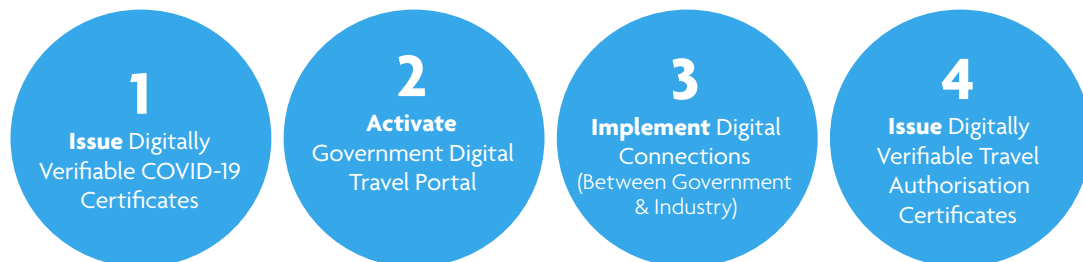 1
Issue Digitally
Verifiable COVID-19
Certificates
2
Activate
Government Digital
Travel Portal
3
Implement Digital
Connections
(Between Government
& Industry)
4
Issue Digitally
Verifiable Travel
Authorisation
Certificates